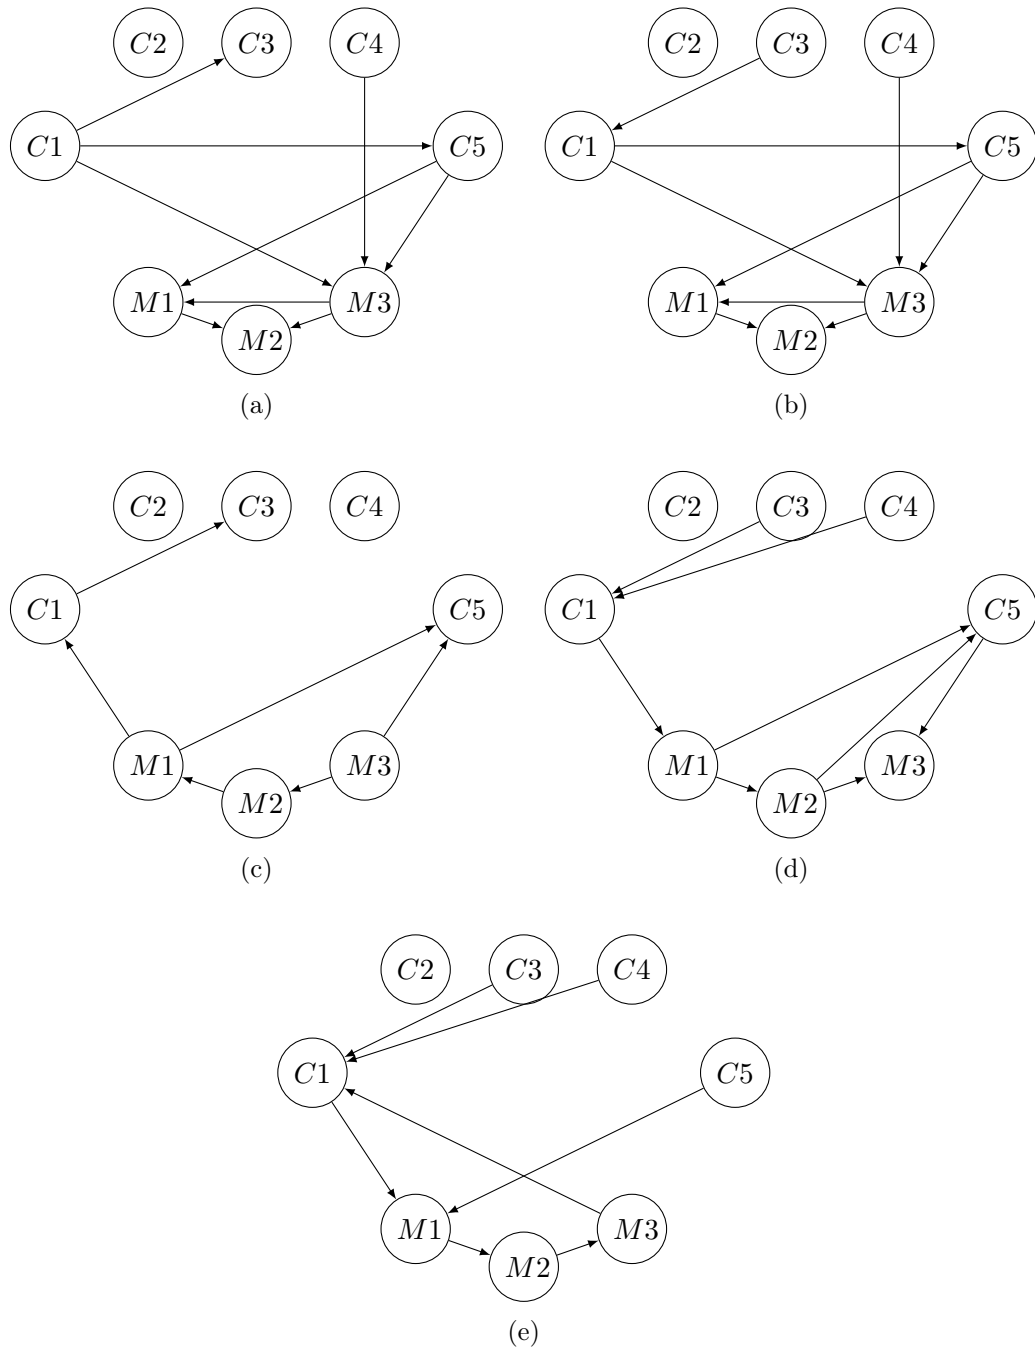 C2 C3 C4 C2 C3 C4
C1 C5 C1 C5
M1 M3 M1 M3
M2 M2
(a) (b)
C2 C3 C4 C2 C3 C4
C1 C5 C1 C5
M1 M3 M1 M3
M2 M2
(c) (d)
C2 C3 C4
C1 C5
M1 M3
M2
(e)